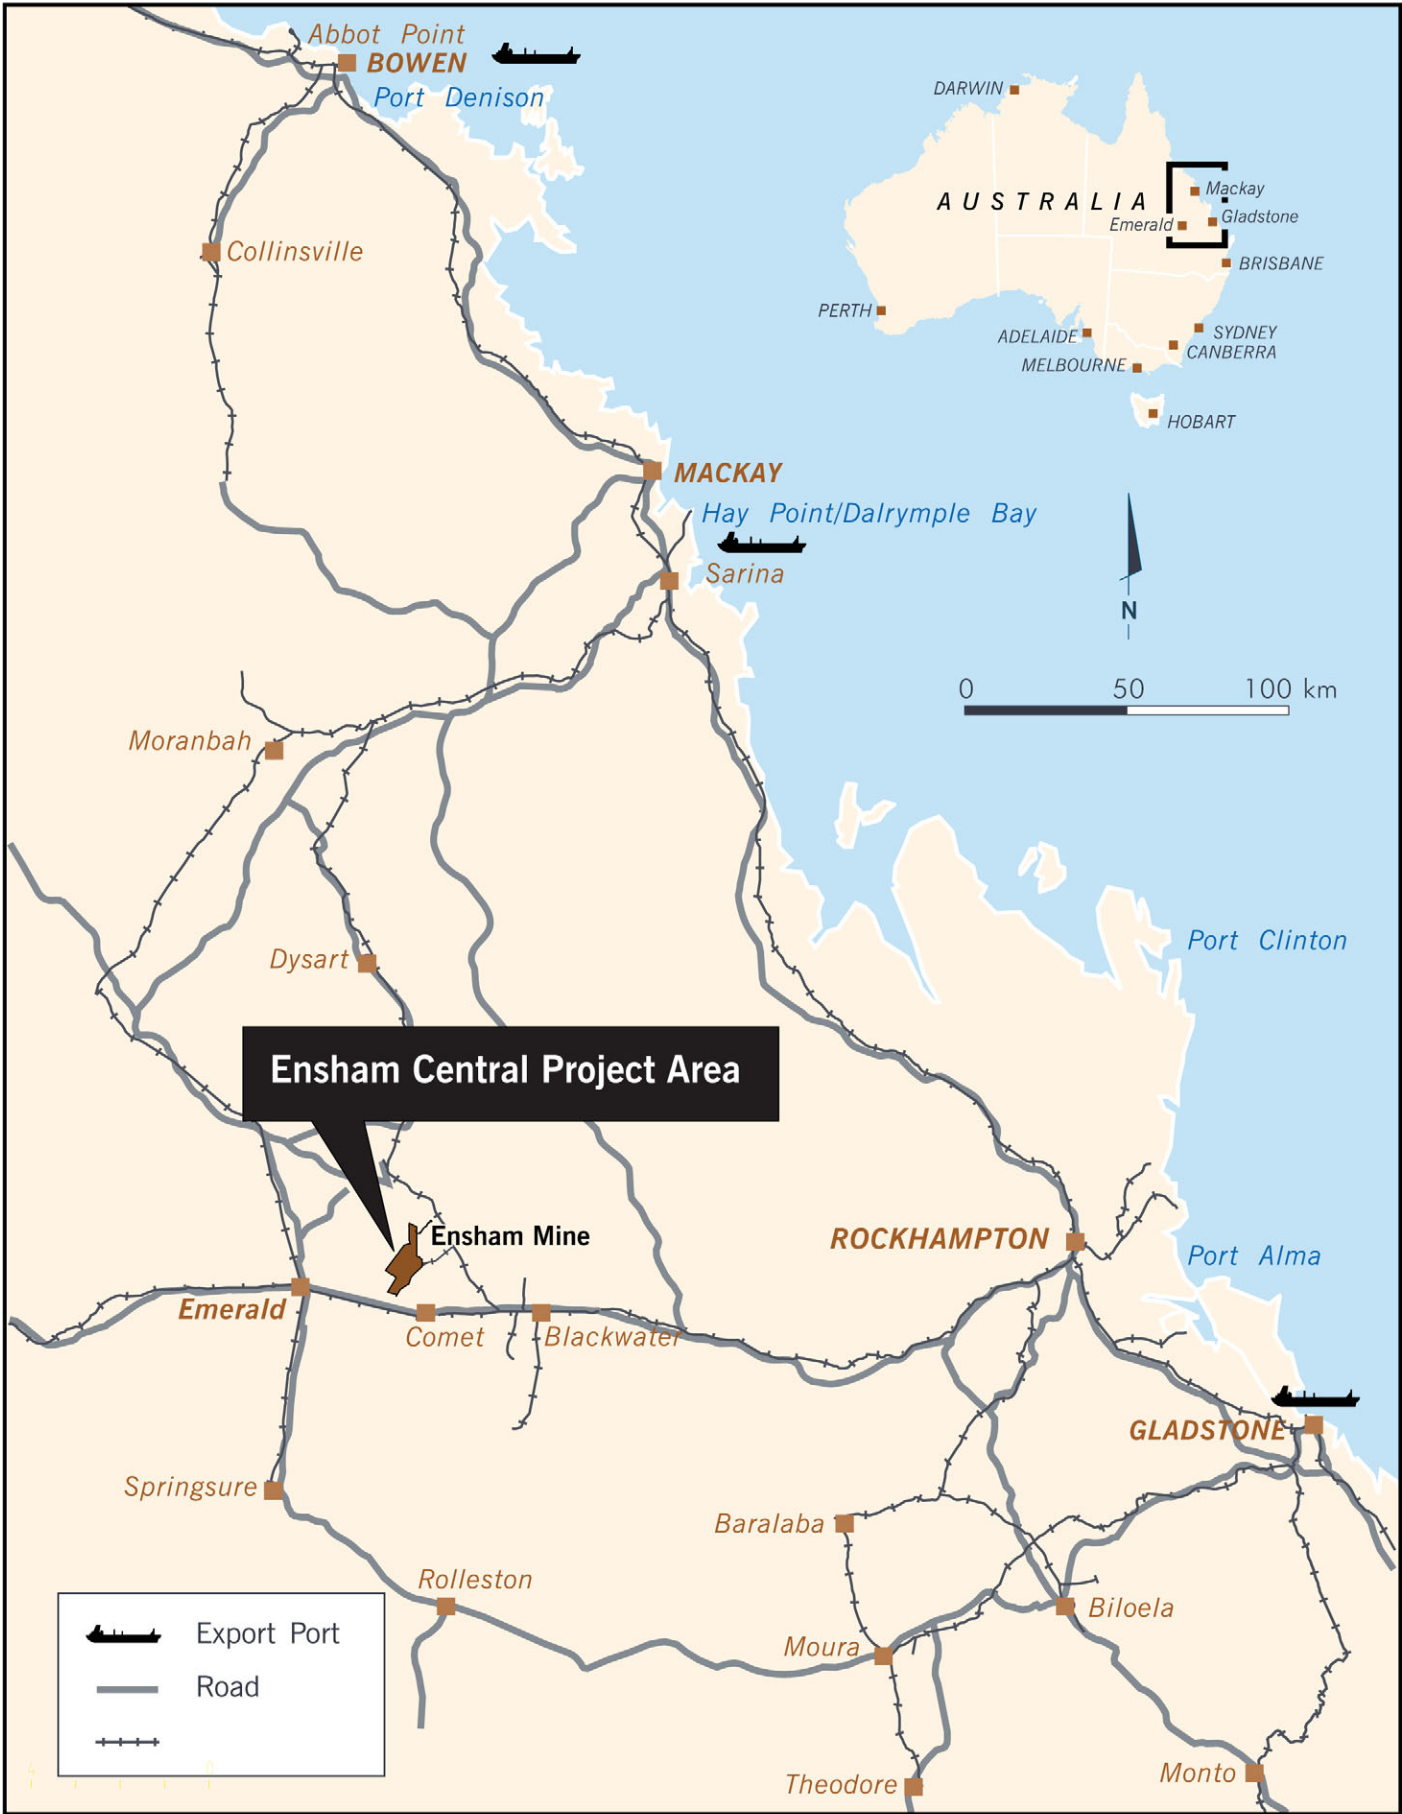 Abbot Point
BOWEN
Port Denison
DARWIN
AUSTRALIA
Mackay
Emerald
Gladstone
BRISBANE
PERTH
ADELAIDE
SYDNEY
CANBERRA
MELBOURNE
HOBART
Collinsville
MACKAY
Hay Point/Dalrymple Bay
Sarina
N
0 50 100 km
Moranbah
Dysart
Port Clinton
Ensham Central Project Area
Ensham Mine
ROCKHAMPTON
Port Alma
Emerald
Comet
Blackwater
GLADSTONE
Springsure
Baralaba
Rolleston
Biloela
Moura
Theodore
Monto
Export Port
Road